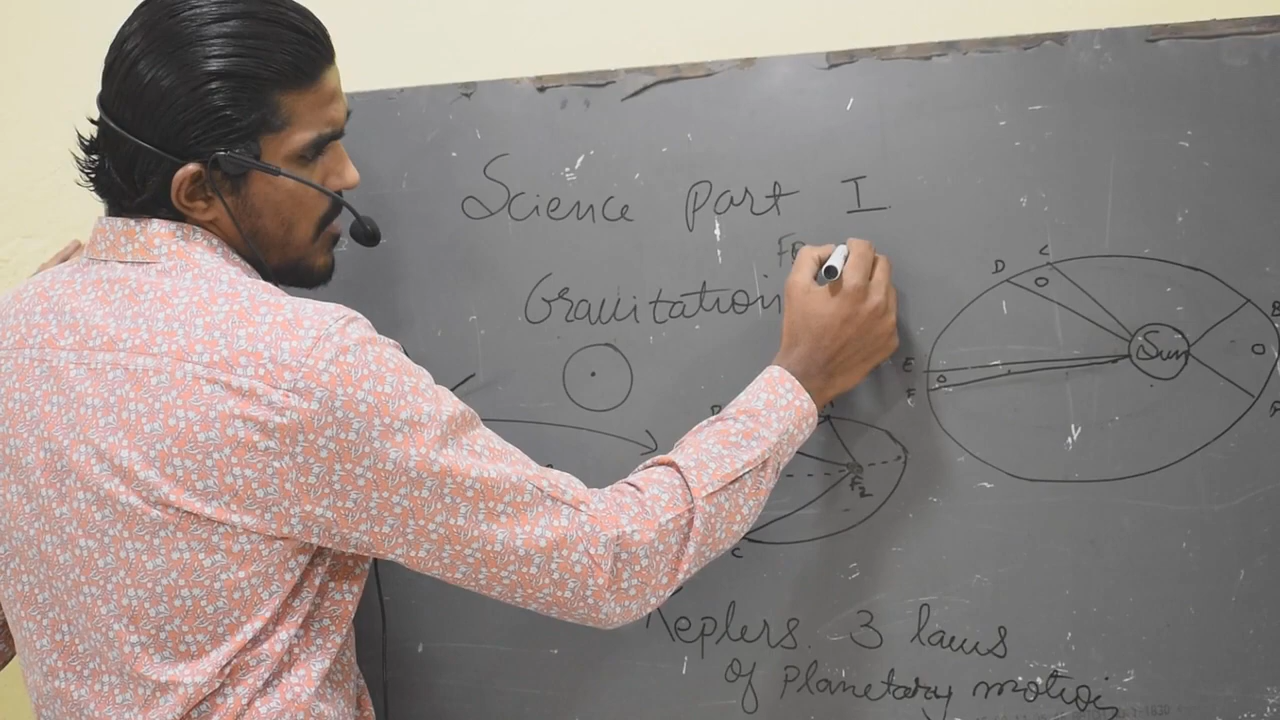 Science Part I
Gravitation
D
C
O
Sun
B
O
E
O
F
F2
C
Keplers. 3 laws
of Planetary motion